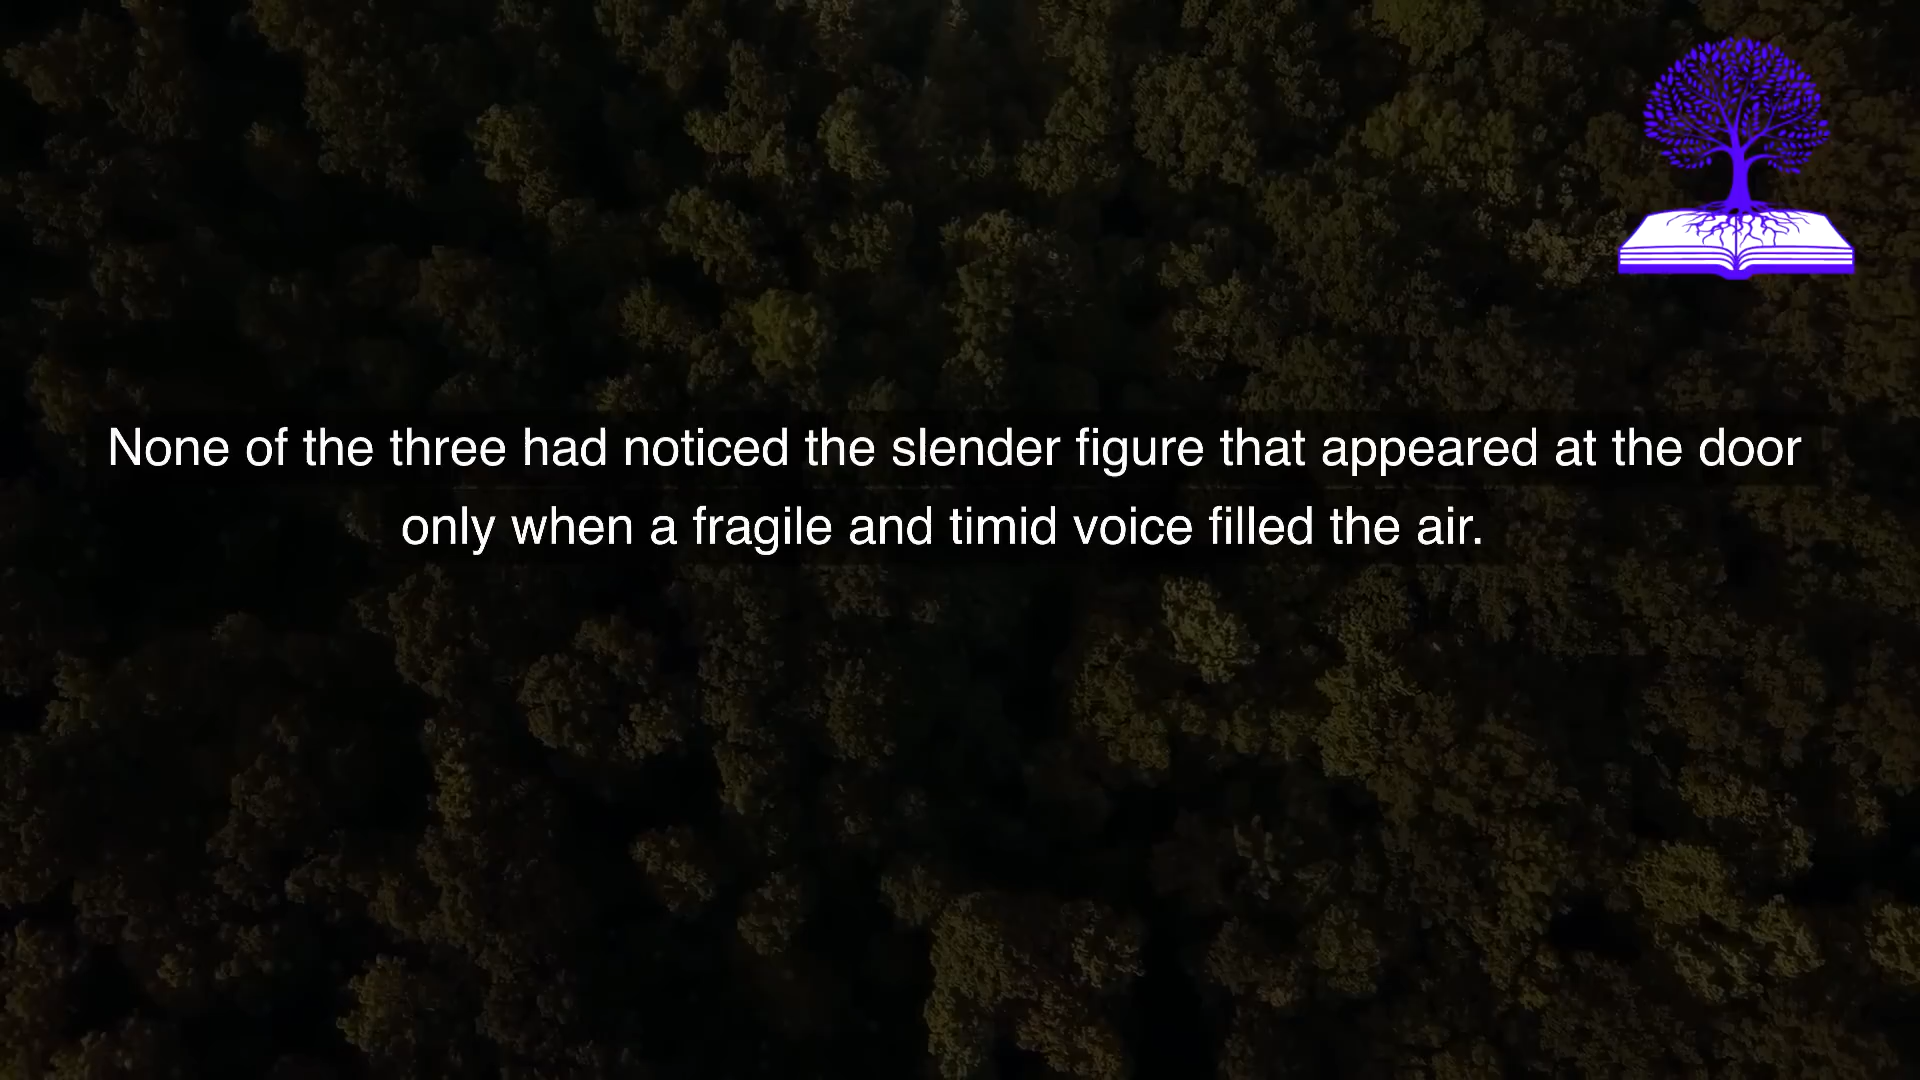 None of the three had noticed the slender figure that appeared at the door
only when a fragile and timid voice filled the air.